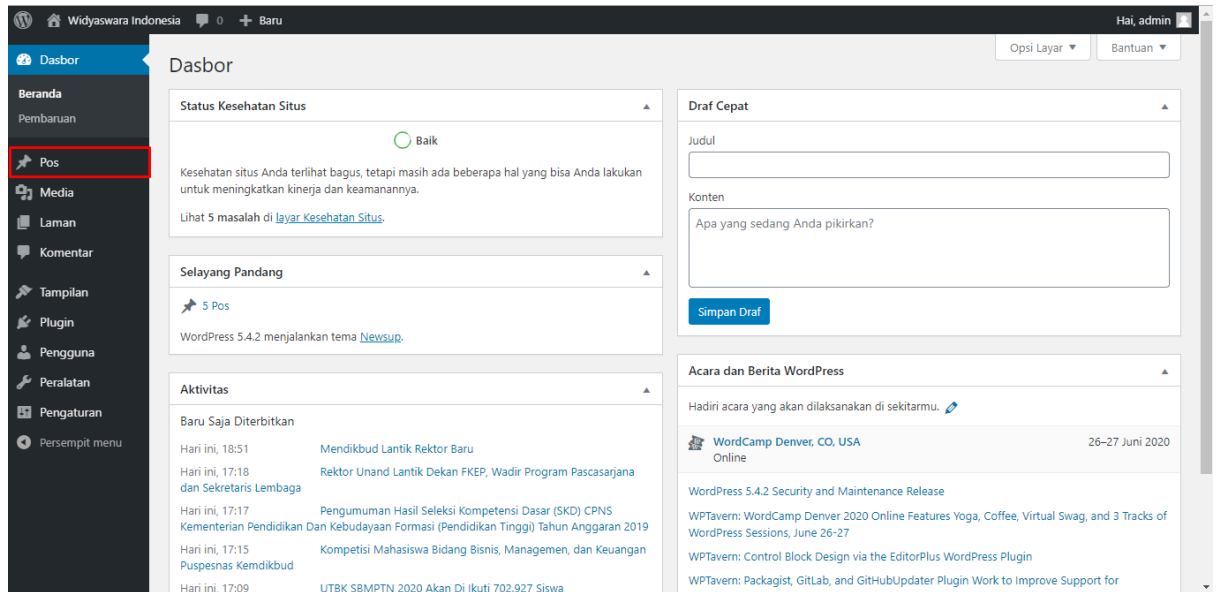 Widyaswara Indonesia 0 Baru Hai, admin
Opsi Layar Bantuan
Dasbor
Beranda
Pembaruan
Pos
Media
Laman
Komentar
Tampilan
Plugin
Pengguna
Peralatan
Pengaturan
Persempit menu
Dasbor
Status Kesehatan Situs
Baik
Kesehatan situs Anda terlihat bagus, tetapi masih ada beberapa hal yang bisa Anda lakukan
untuk meningkatkan kinerja dan keamanannya.
Lihat 5 masalah di layar Kesehatan Situs.
Selayang Pandang
5 Pos
WordPress 5.4.2 menjalankan tema Newsup.
Aktivitas
Baru Saja Diterbitkan
Hari ini, 18:51 Mendikbud Lantik Rektor Baru
Hari ini, 17:18 Rektor Unand Lantik Dekan FKEP, Wadir Program Pascasarjana
dan Sekretaris Lembaga
Hari ini, 17:17 Pengumuman Hasil Seleksi Kompetensi Dasar (SKD) CPNS
Kementerian Pendidikan Dan Kebudayaan Formasi (Pendidikan Tinggi) Tahun Anggaran 2019
Hari ini, 17:15 Kompetisi Mahasiswa Bidang Bisnis, Managemen, dan Keuangan
Puspesnas Kemdikbud
Hari ini, 17:09 UTBK SBMPTN 2020 Akan Di Ikuti 702.927 Siswa
Draf Cepat
Judul
Konten
Apa yang sedang Anda pikirkan?
Simpan Draf
Acara dan Berita WordPress
Hadiri acara yang akan dilaksanakan di sekitarmu.
WordCamp Denver, CO, USA 26–27 Juni 2020
Online
WordPress 5.4.2 Security and Maintenance Release
WPTavern: WordCamp Denver 2020 Online Features Yoga, Coffee, Virtual Swag, and 3 Tracks of
WordPress Sessions, June 26-27
WPTavern: Control Block Design via the EditorPlus WordPress Plugin
WPTavern: Packagist, GitLab, and GitHubUpdater Plugin Work to Improve Support for